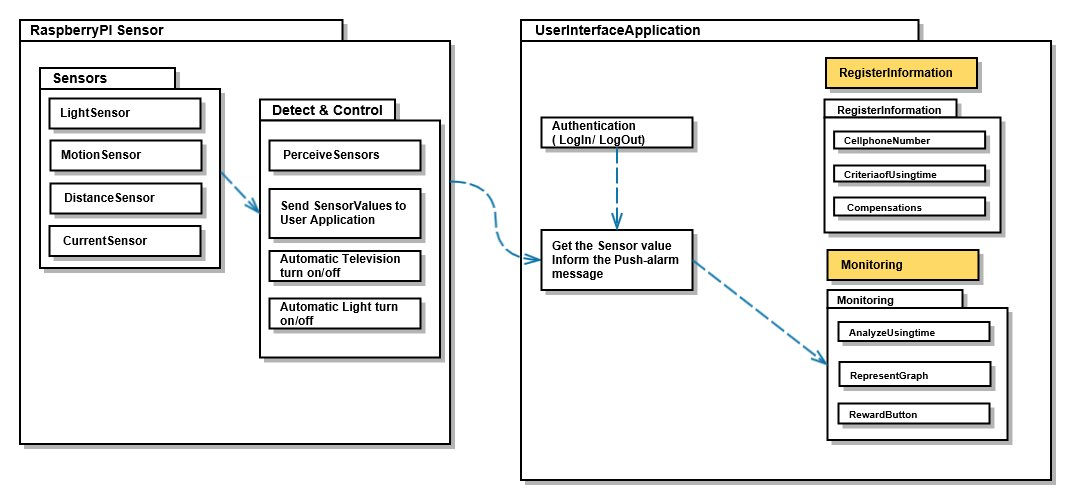 RaspberryPI Sensor
Sensors
LightSensor
MotionSensor
DistanceSensor
CurrentSensor
Detect & Control
PerceiveSensors
Send SensorValues to
User Application
Automatic Television
turn on/off
Automatic Light turn
on/off
UserInterfaceApplication
Authentication
( LogIn/ LogOut)
Get the Sensor value
Inform the Push-alarm
message
RegisterInformation
RegisterInformation
CellphoneNumber
CriteriaofUsingtime
Compensations
Monitoring
Monitoring
AnalyzeUsingtime
RepresentGraph
RewardButton